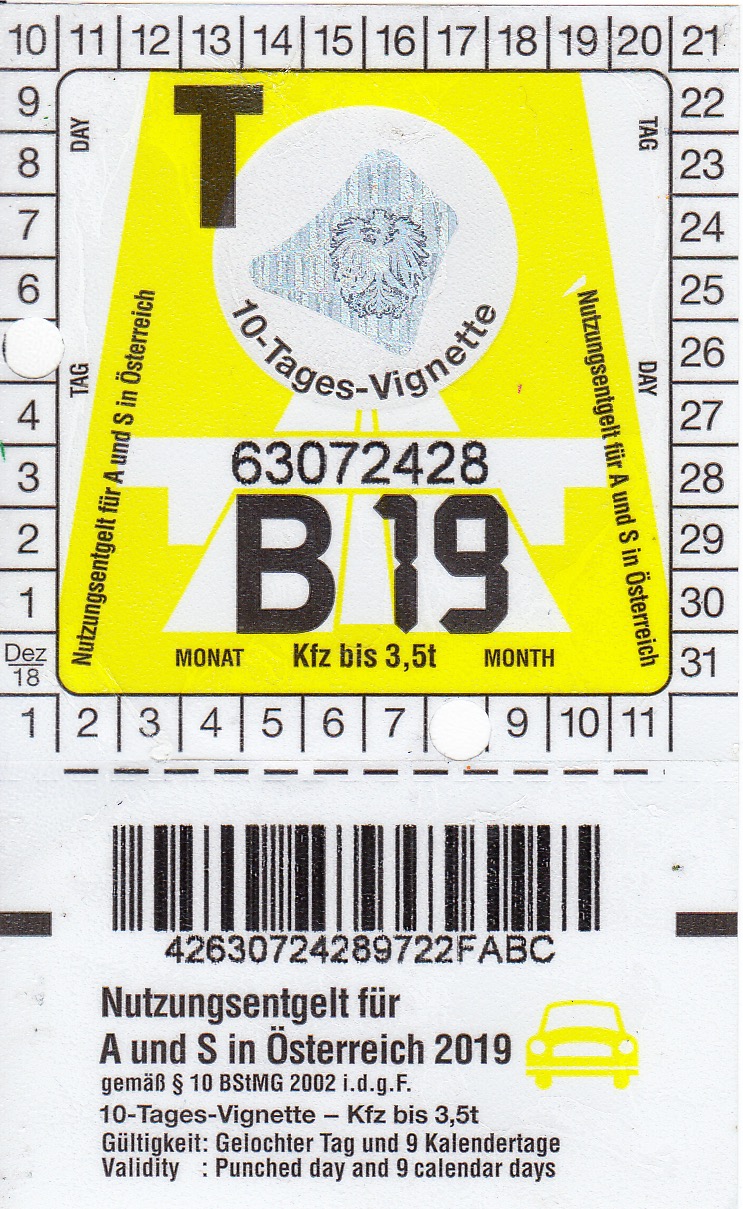 10 11 12 13 14 15 16 17 18 19 20 21
9 22
8 23
7 24
6 25
26
4 27
3 28
2 29
1 30
Dez
18
31
DAY
TAG
T
10-Tages-Vignette
TAG
DAY
Nutzungsentgelt für A und S in Österreich
Nutzungsentgelt für A und S in Österreich
63072428
B 19
MONAT Kfz bis 3,5t MONTH
1 2 3 4 5 6 7 9 10 11
42630724289722FABC
Nutzungsentgelt für
A und S in Österreich 2019
gemäß § 10 BStMG 2002 i.d.g.F.
10-Tages-Vignette – Kfz bis 3,5t
Gültigkeit: Gelochter Tag und 9 Kalendertage
Validity : Punched day and 9 calendar days